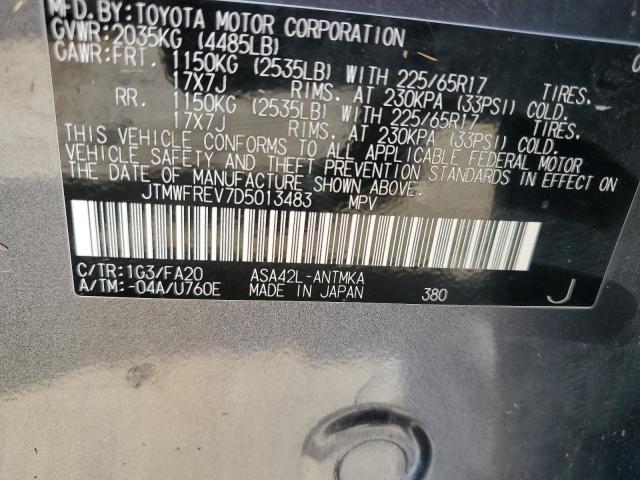 MFD. BY: TOYOTA MOTOR CORPORATION
GVWR: 2035KG (4485LB)
GAWR: FRT. 1150KG (2535LB) WITH 225/65R17 TIRES.
17X7J RIMS. AT 230KPA (33PSI) COLD.
RR. 1150KG (2535LB) WITH 225/65R17 TIRES.
17X7J RIMS. AT 230KPA (33PSI) COLD.
THIS VEHICLE CONFORMS TO ALL APPLICABLE FEDERAL MOTOR
VEHICLE SAFETY AND THEFT PREVENTION STANDARDS IN EFFECT ON
THE DATE OF MANUFACTURE SHOWN ABOVE.
JTMWFREV7D5013483 MPV
C/TR: 1G3/FA20 ASA42L-ANTMKA
A/TM: -04A/U760E MADE IN JAPAN 380 J